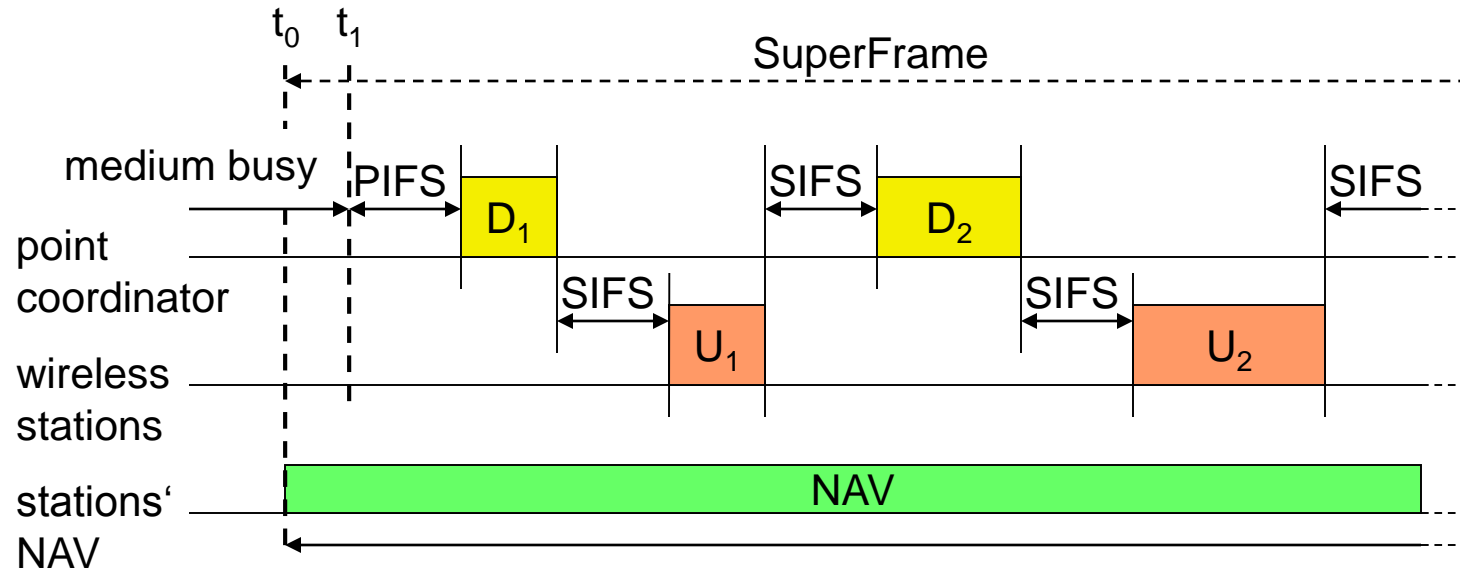 t₀ t₁
SuperFrame
medium busy
PIFS
SIFS
SIFS
D₁
D₂
point
coordinator
SIFS
SIFS
U₁
U₂
wireless
stations
NAV
stations‘
NAV